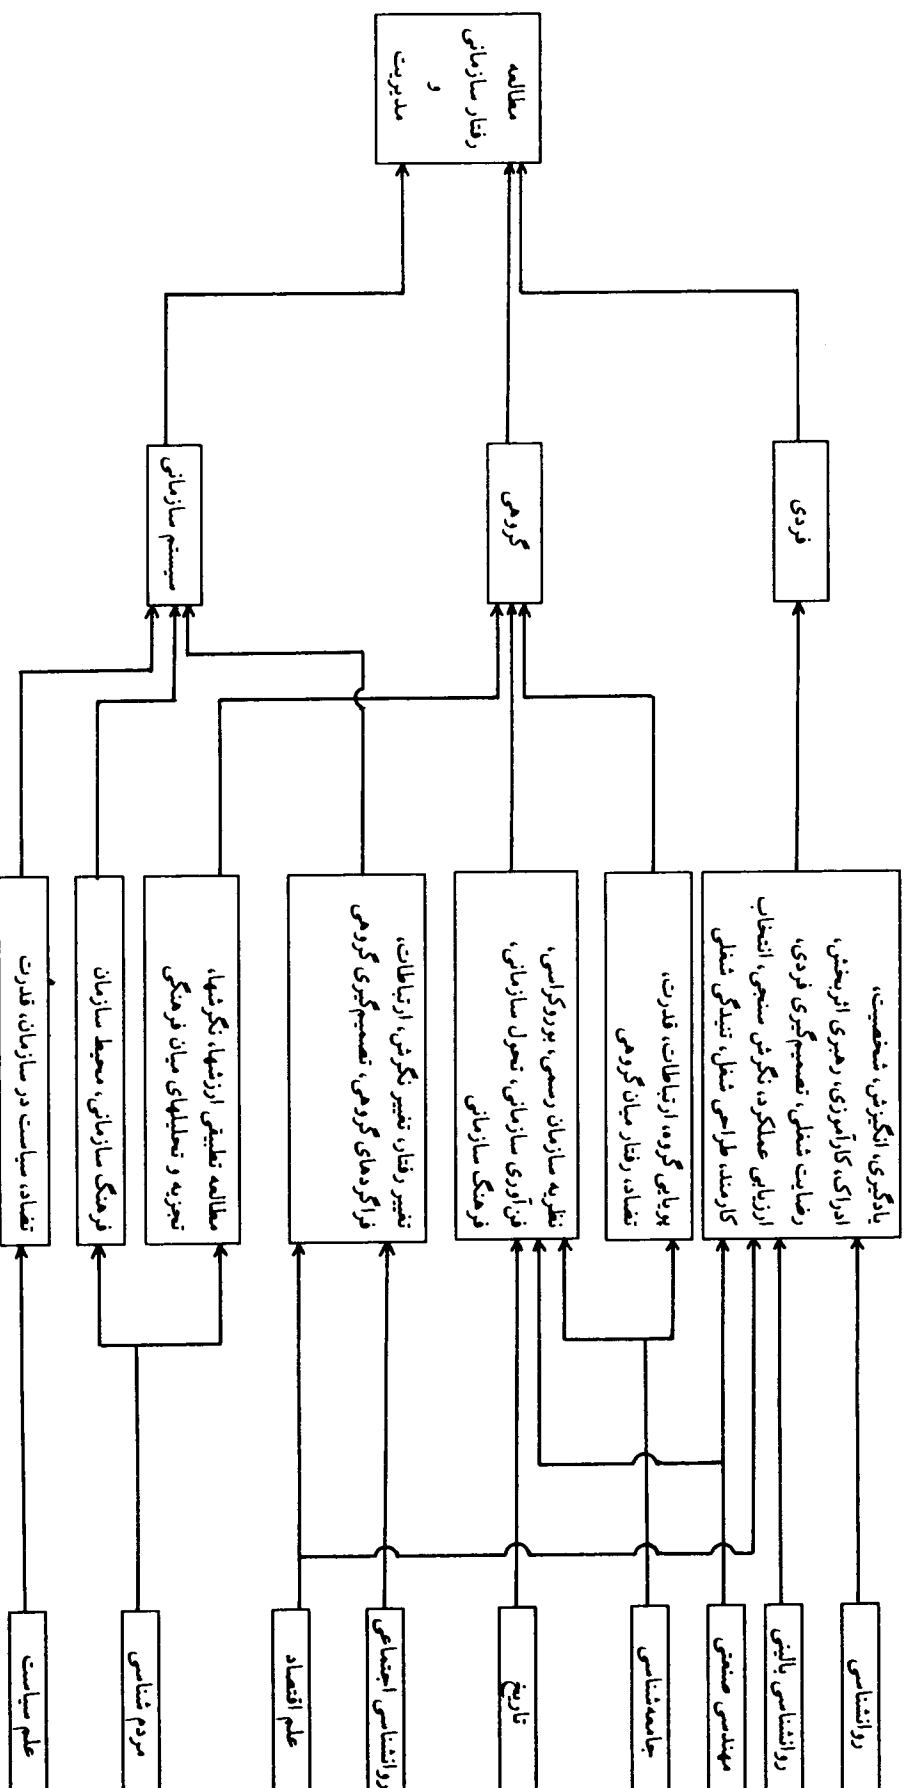 روانشناسی
روانشناسی بالینی
مهندسی صنعتی
جامعه‌شناسی
تاریخ
روانشناسی اجتماعی
علم اقتصاد
مردم شناسی
علم سیاست
یادگیری، انگیزش، شخصیت،
ادراک، کارآموزی، رهبری اثربخش،
رضایت شغلی، تصمیم‌گیری فردی،
ارزیابی عملکرد، نگرش سنجی، انتخاب
کارمند، طراحی شغل، تنیدگی شغلی
پویایی گروه، ارتباطات، قدرت،
تضاد، رفتار میان گروهی
نظریه سازمان رسمی، بوروکراسی،
فن‌آوری سازمانی، تحول سازمانی،
فرهنگ سازمانی
تغییر رفتار، تغییر نگرش، ارتباطات،
فراگردهای گروهی، تصمیم‌گیری گروهی
مطالعه تطبیقی ارزشها، نگرشها،
تجزیه و تحلیلهای میان فرهنگی
فرهنگ سازمانی، محیط سازمان
تضاد، سیاست در سازمان، قدرت
فردی
گروهی
سیستم سازمانی
مطالعه
رفتار سازمانی
و
مدیریت